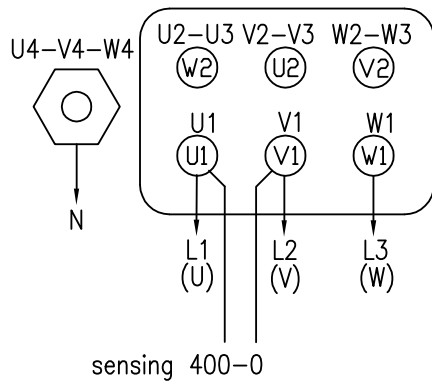 U2-U3 V2-V3 W2-W3
U4-V4-W4
W2 U2 V2
U1 V1 W1
U1 V1 W1
N
L1 L2 L3
(U) (V) (W)
sensing 400-0